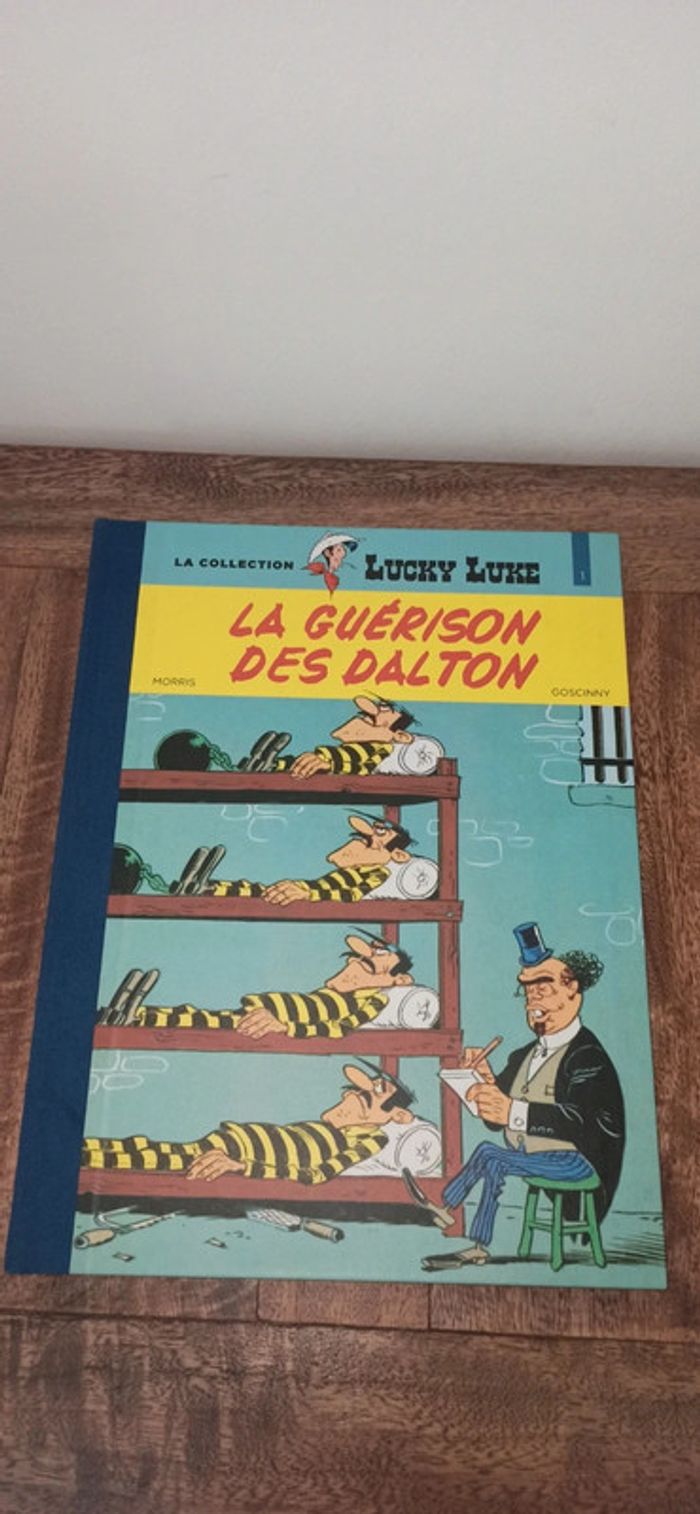 LA COLLECTION LUCKY LUKE 1
LA GUÉRISON
DES DALTON
MORRIS
GOSCINNY